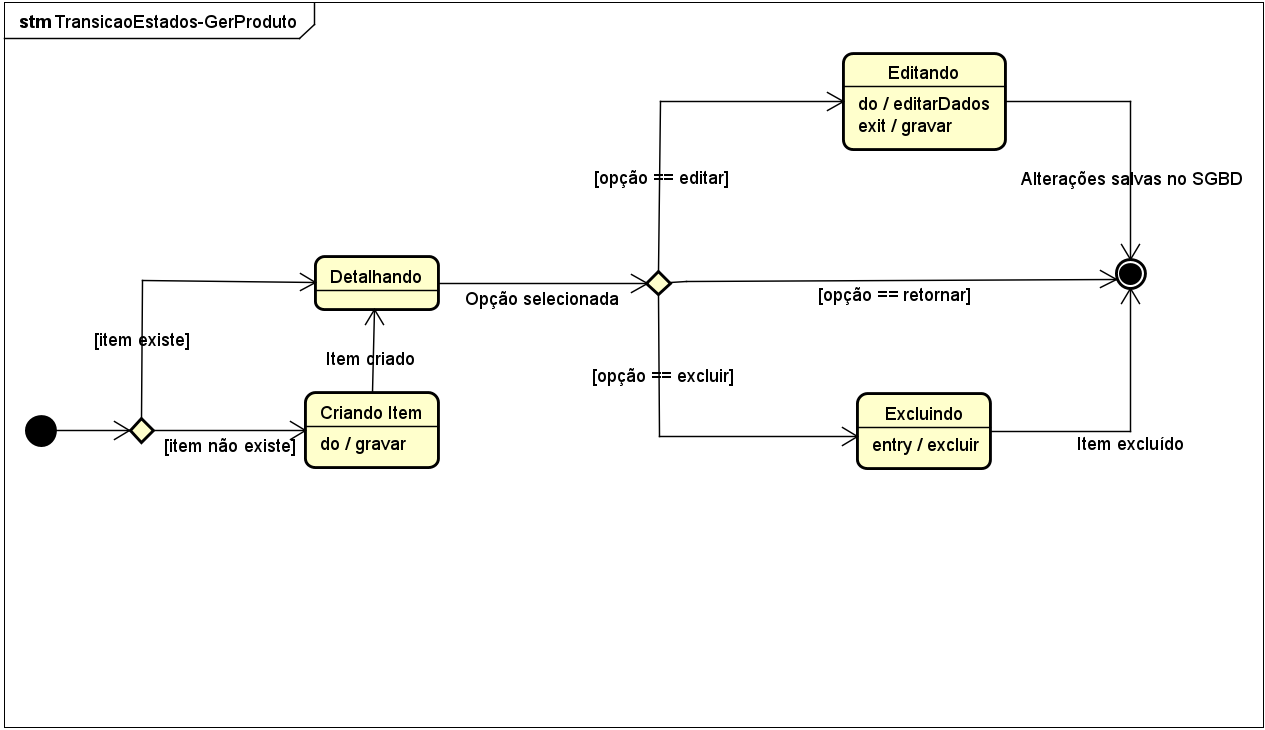 stm TransicaoEstados-GerProduto
Editando
do / editarDados
exit / gravar
[opção == editar]
Alterações salvas no SGBD
Detalhando
Opção selecionada
[opção == retornar]
[item existe]
Item criado
[opção == excluir]
Criando Item
do / gravar
[item não existe]
Excluindo
entry / excluir
Item excluído